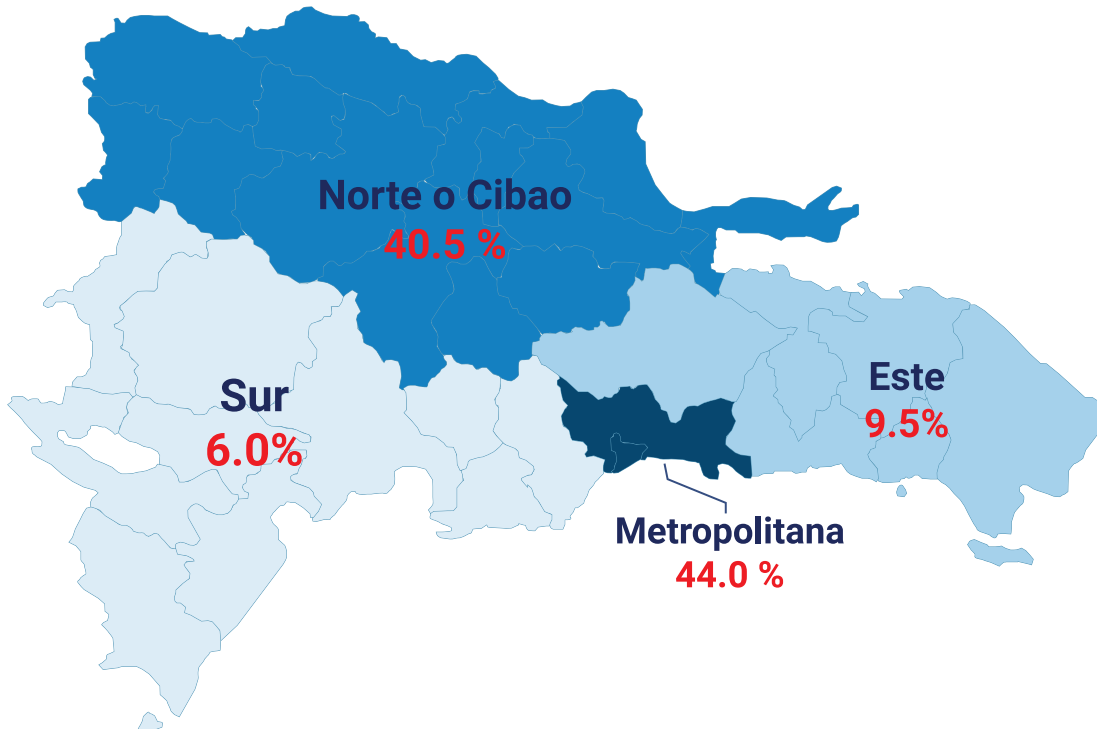 Norte o Cibao
40.5 %
Sur
6.0%
Este
9.5%
Metropolitana
44.0 %